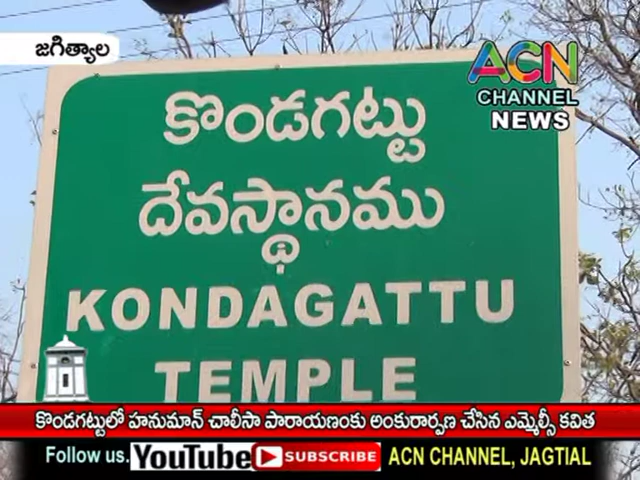 జగిత్యాల
ACN
CHANNEL
NEWS
కొండగట్టు
దేవస్థానము
KONDAGATTU
TEMPLE
కొండగట్టులో హనుమాన్ చాలీసా పారాయణంకు అంకురార్పణ చేసిన ఎమ్మెల్సీ కవిత
Follow us. YouTube SUBSCRIBE ACN CHANNEL, JAGTIAL